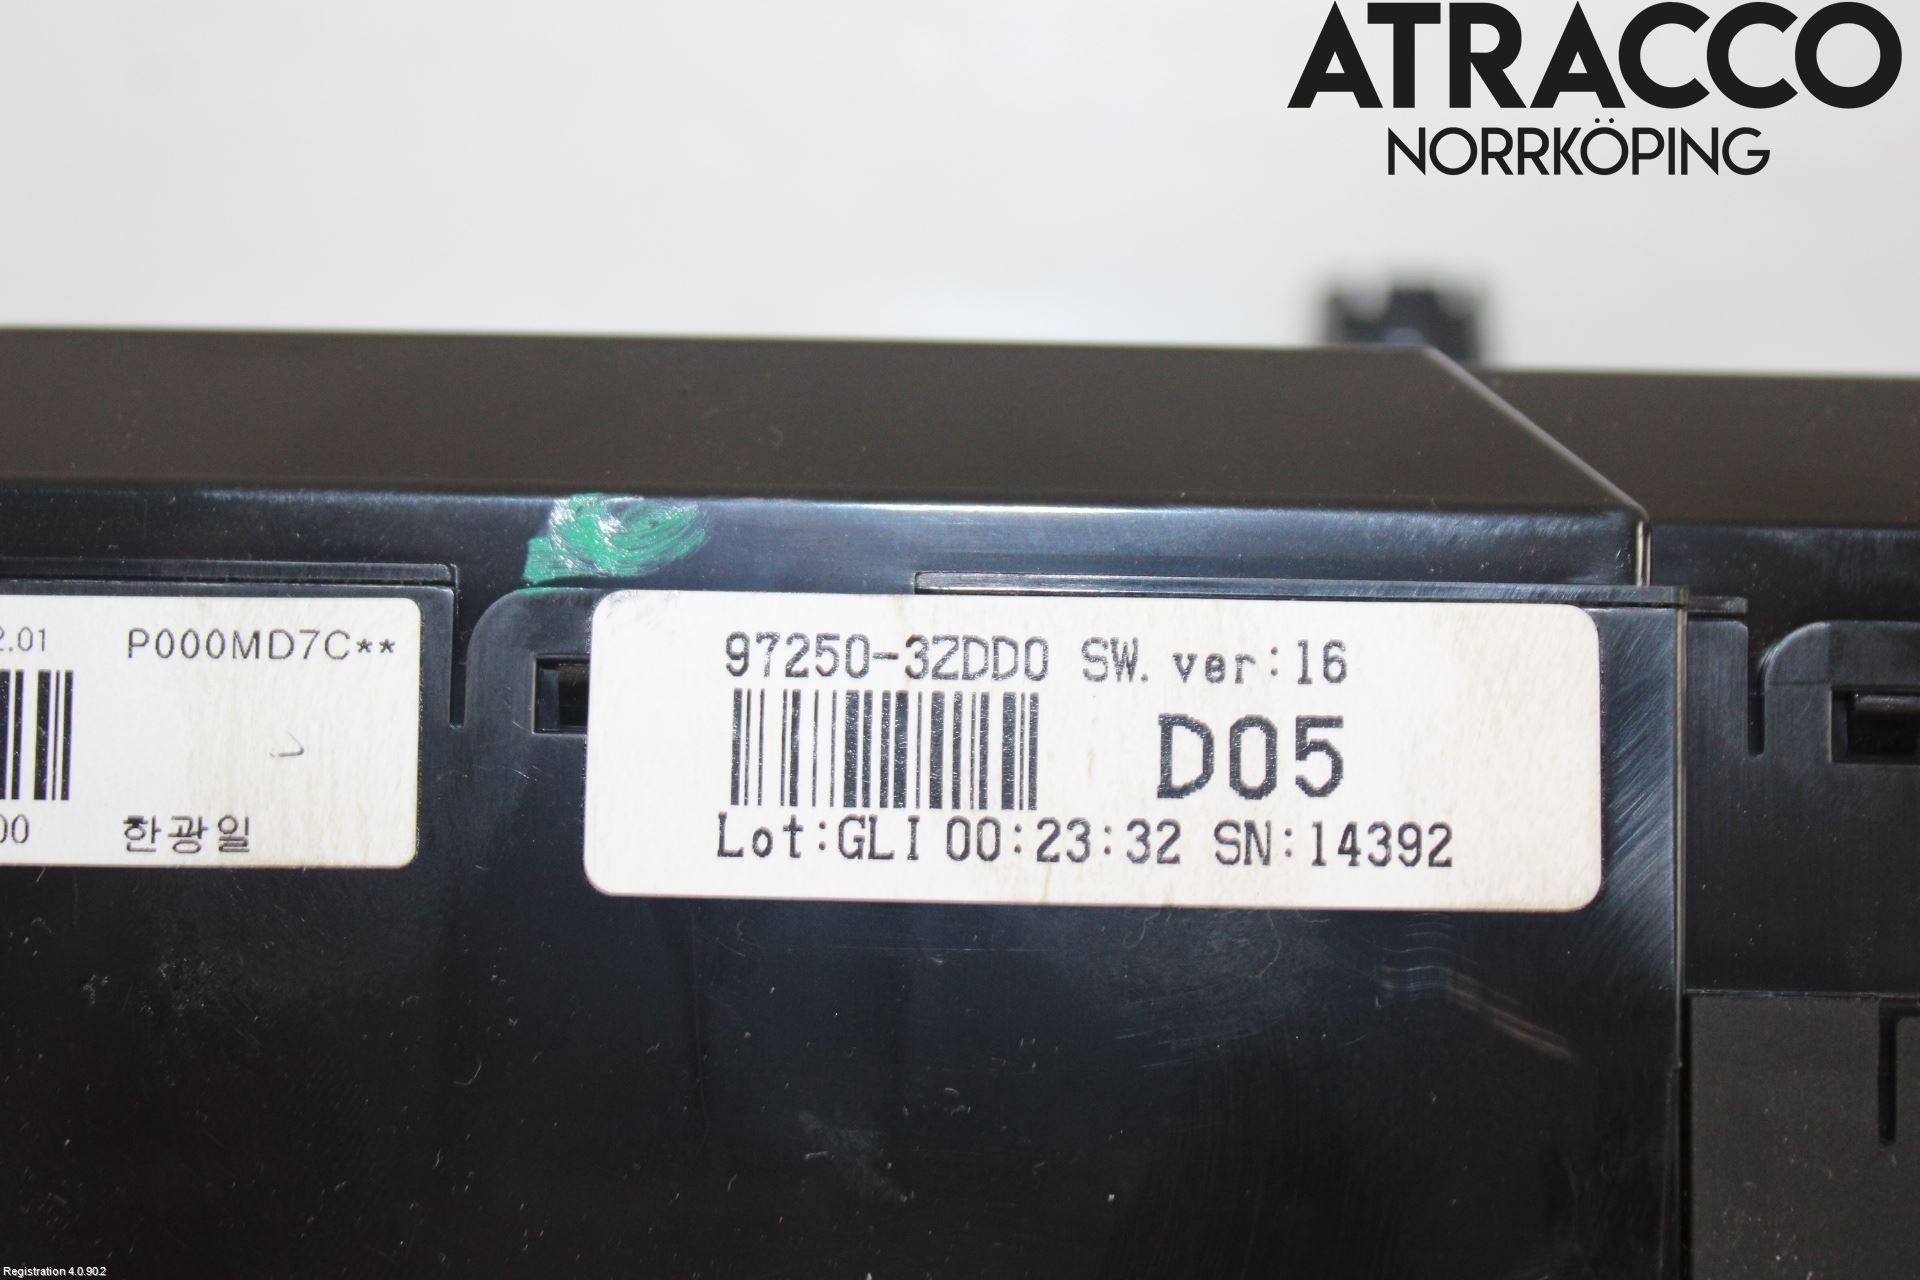 ATRACCO
NORRKÖPING
2.01 P000MD7C**
00 한광일
97250-3ZDD0 SW. ver:16
D05
Lot:GLI 00:23:32 SN:14392
Registration 4.0.90.2